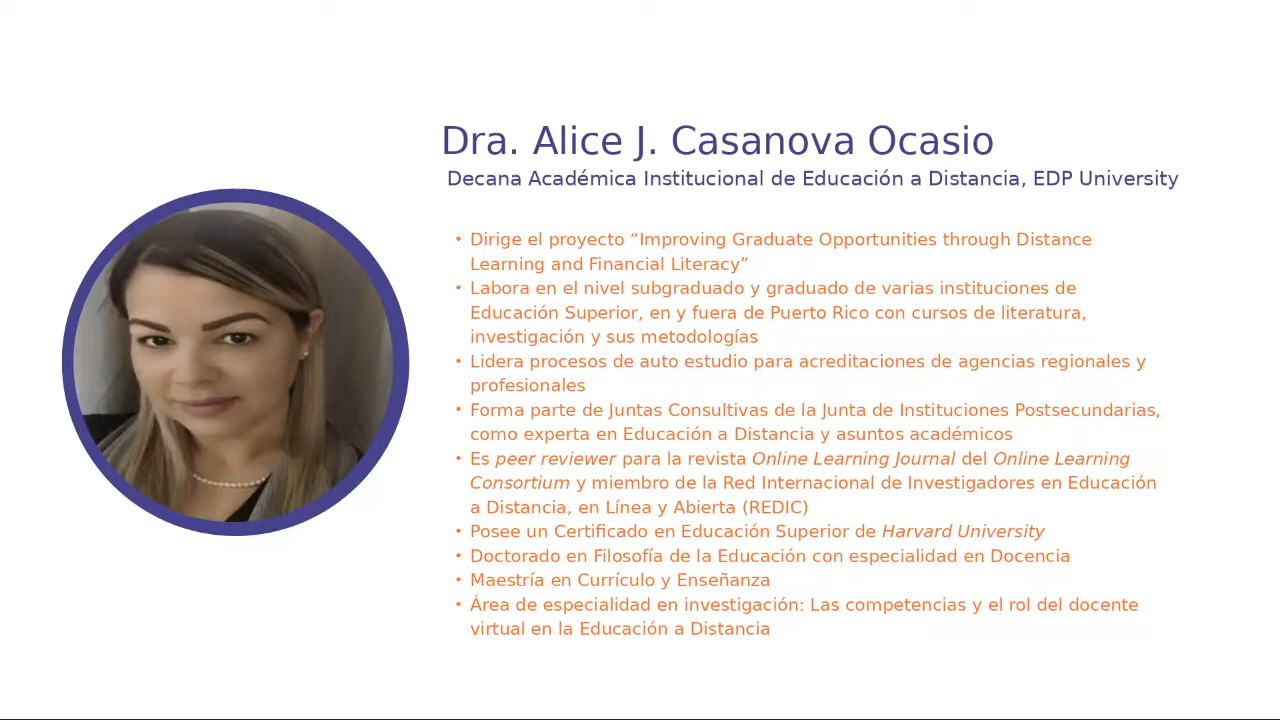 Dra. Alice J. Casanova Ocasio
Decana Académica Institucional de Educación a Distancia, EDP University
• Dirige el proyecto “Improving Graduate Opportunities through Distance
Learning and Financial Literacy”
• Labora en el nivel subgraduado y graduado de varias instituciones de
Educación Superior, en y fuera de Puerto Rico con cursos de literatura,
investigación y sus metodologías
• Lidera procesos de auto estudio para acreditaciones de agencias regionales y
profesionales
• Forma parte de Juntas Consultivas de la Junta de Instituciones Postsecundarias,
como experta en Educación a Distancia y asuntos académicos
• Es peer reviewer para la revista Online Learning Journal del Online Learning
Consortium y miembro de la Red Internacional de Investigadores en Educación
a Distancia, en Línea y Abierta (REDIC)
• Posee un Certificado en Educación Superior de Harvard University
• Doctorado en Filosofía de la Educación con especialidad en Docencia
• Maestría en Currículo y Enseñanza
• Área de especialidad en investigación: Las competencias y el rol del docente
virtual en la Educación a Distancia